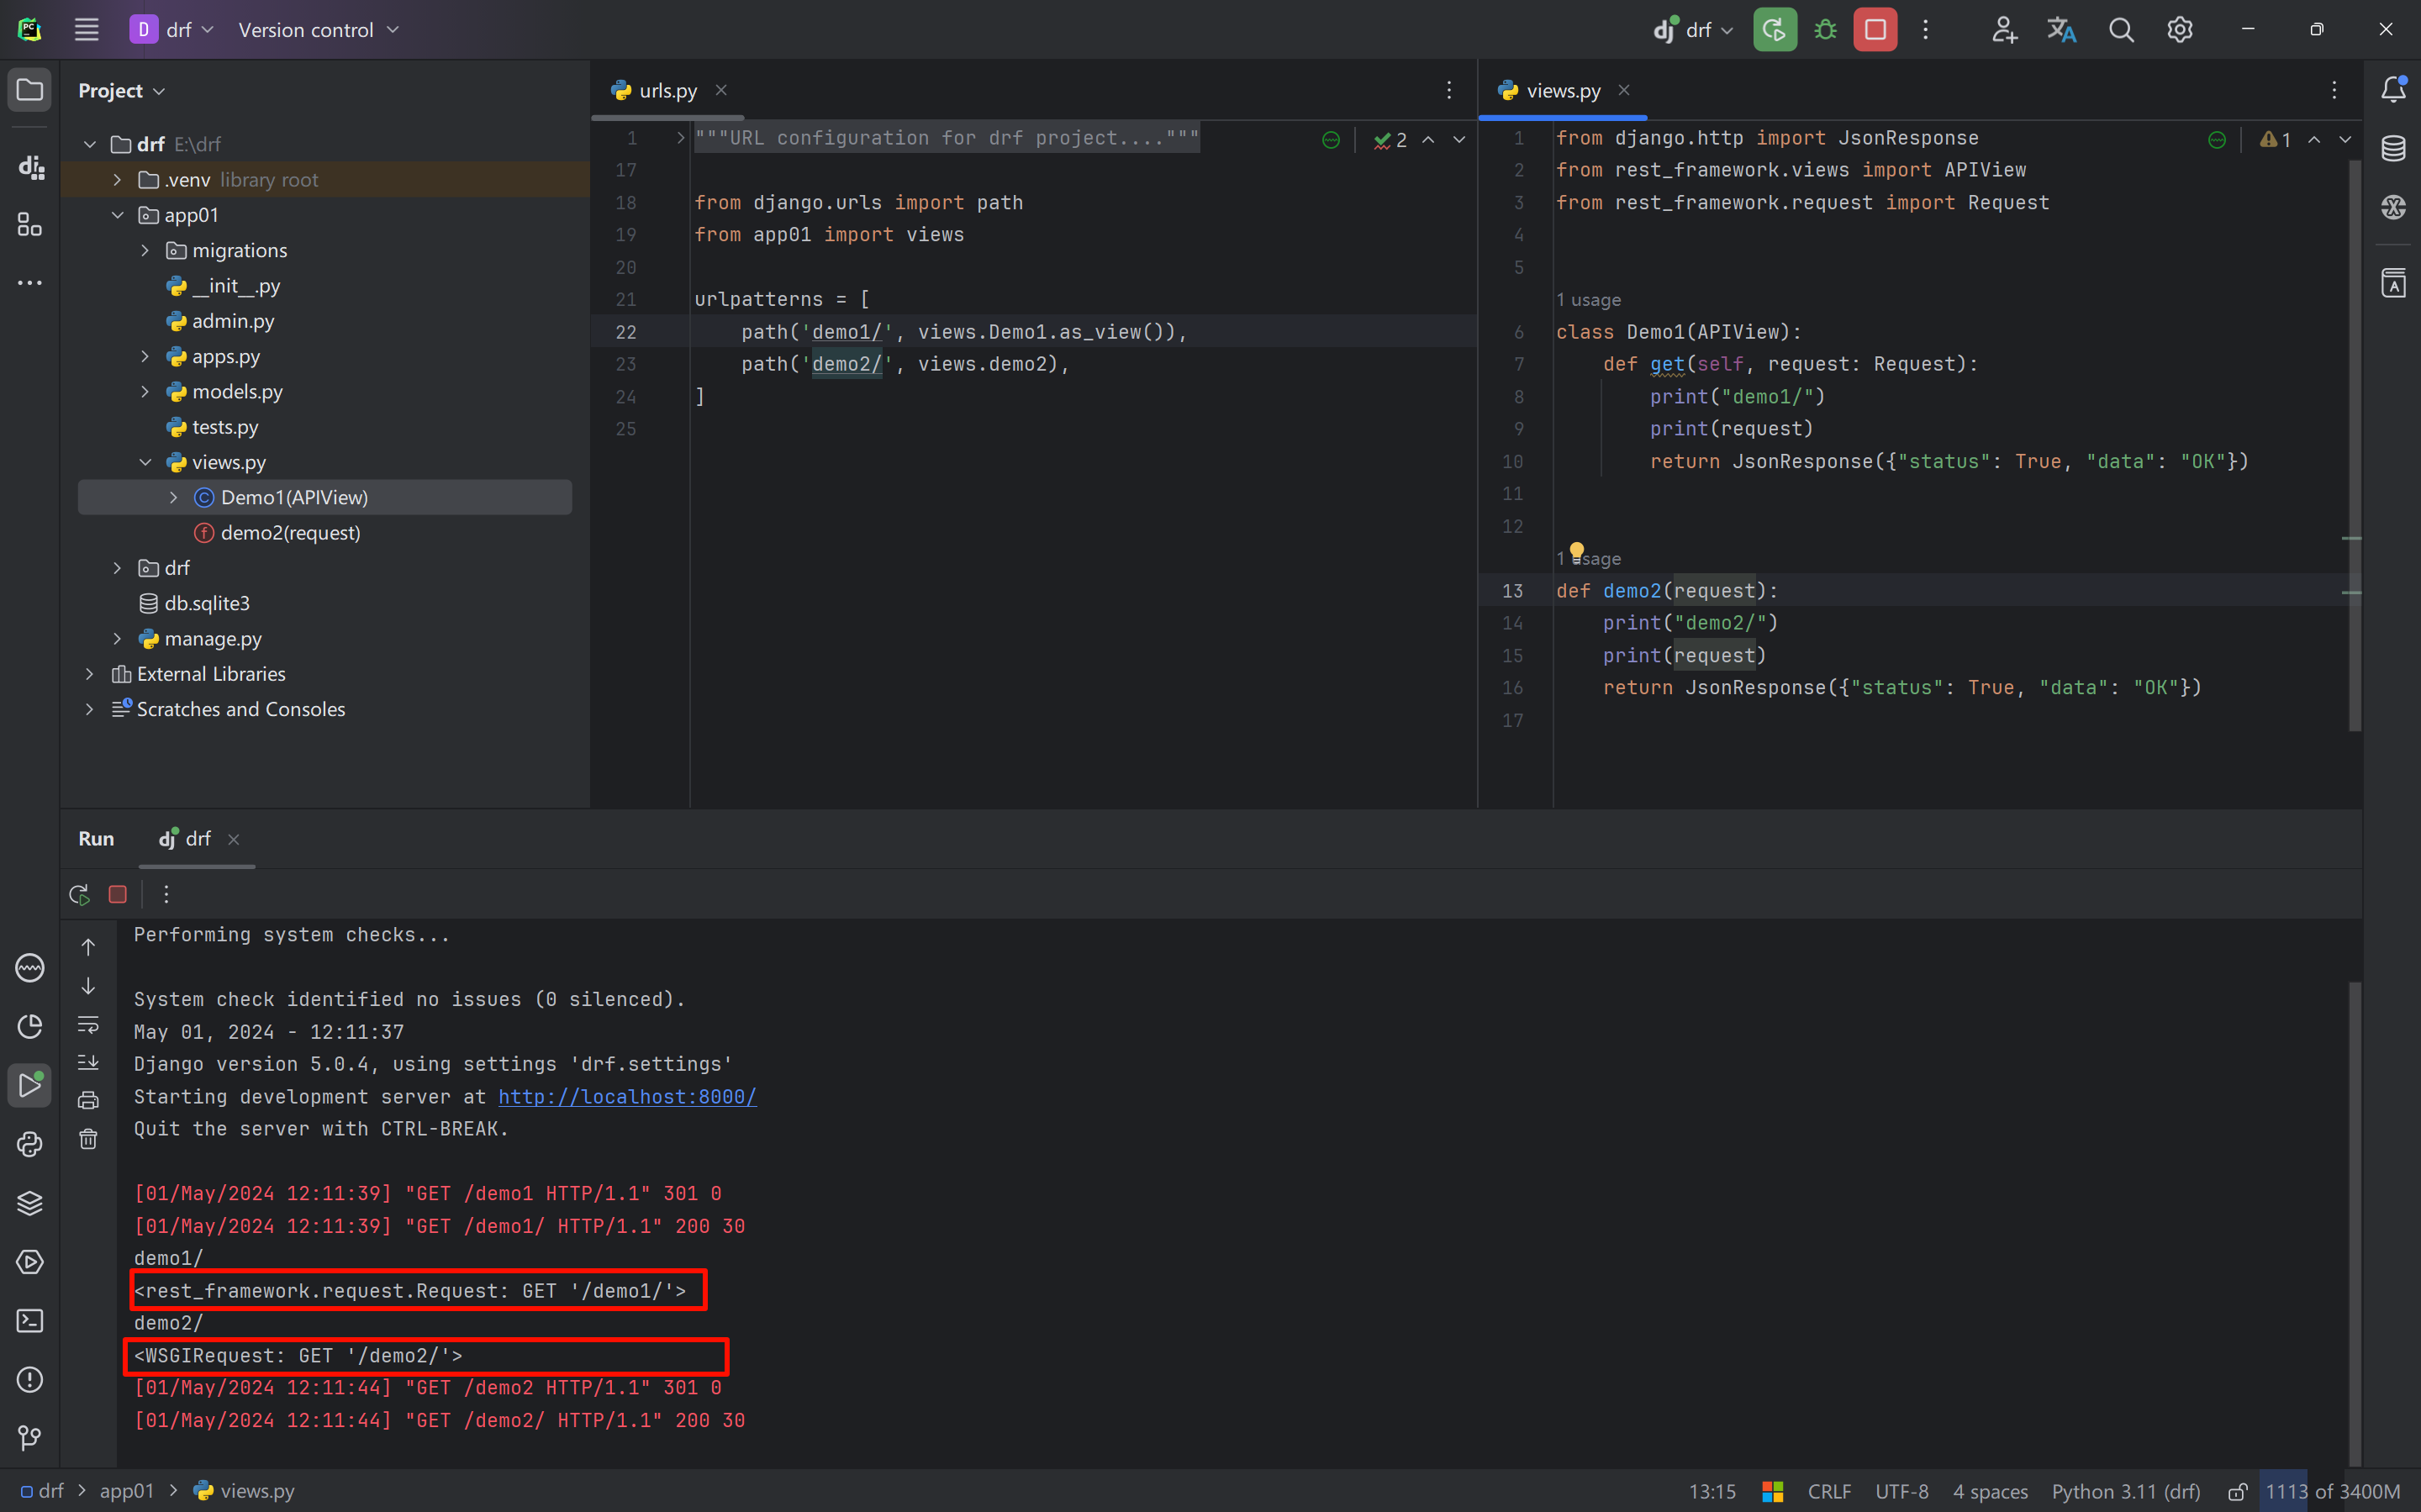 D drf Version control drf
Project
drf E:\drf
.venv library root
app01
migrations
__init__.py
admin.py
apps.py
models.py
tests.py
views.py
Demo1(APIView)
demo2(request)
drf
db.sqlite3
manage.py
External Libraries
Scratches and Consoles
urls.py
2
1 """URL configuration for drf project...."""
17
18 from django.urls import path
19 from app01 import views
20
21 urlpatterns = [
22 path('demo1/', views.Demo1.as_view()),
23 path('demo2/', views.demo2),
24 ]
25
views.py
1
1 from django.http import JsonResponse
2 from rest_framework.views import APIView
3 from rest_framework.request import Request
4
5
1 usage
6 class Demo1(APIView):
7 def get(self, request: Request):
8 print("demo1/")
9 print(request)
10 return JsonResponse({"status": True, "data": "OK"})
11
12
1 usage
13 def demo2(request):
14 print("demo2/")
15 print(request)
16 return JsonResponse({"status": True, "data": "OK"})
17
Run drf
Performing system checks...
System check identified no issues (0 silenced).
May 01, 2024 - 12:11:37
Django version 5.0.4, using settings 'drf.settings'
Starting development server at http://localhost:8000/
Quit the server with CTRL-BREAK.
[01/May/2024 12:11:39] "GET /demo1 HTTP/1.1" 301 0
[01/May/2024 12:11:39] "GET /demo1/ HTTP/1.1" 200 30
demo1/
<rest_framework.request.Request: GET '/demo1/'>
demo2/
<WSGIRequest: GET '/demo2/'>
[01/May/2024 12:11:44] "GET /demo2 HTTP/1.1" 301 0
[01/May/2024 12:11:44] "GET /demo2/ HTTP/1.1" 200 30
drf > app01 > views.py
13:15 CRLF UTF-8 4 spaces Python 3.11 (drf) 1113 of 3400M